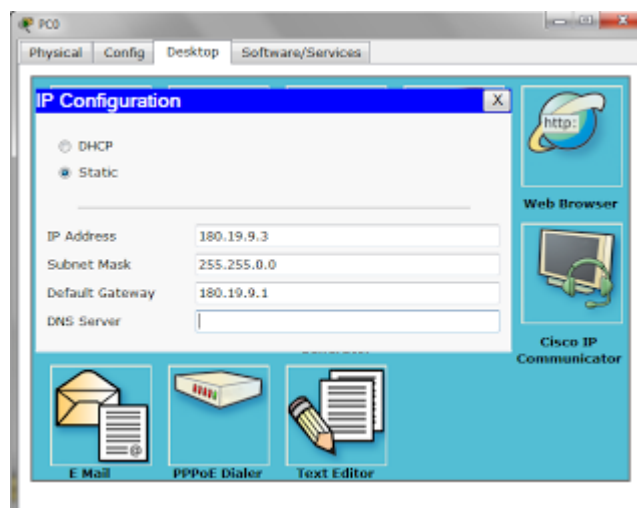 PC0
Physical Config Desktop Software/Services
IP Configuration X
http:
DHCP
Static
Web Browser
IP Address 180.19.9.3
Subnet Mask 255.255.0.0
Default Gateway 180.19.9.1
DNS Server
Cisco IP
Communicator
E Mail PPPoE Dialer Text Editor